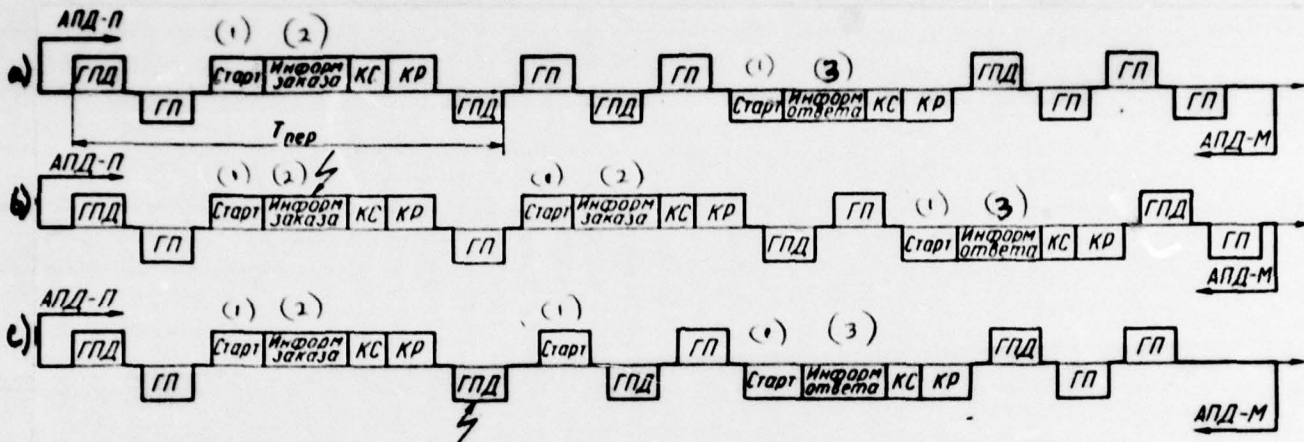 АПД-П
(1) (2)
а) ГПД Старт Информ заказа КС КР ГП ГП (1) (3) ГПД ГП
ГП ГПД ГПД Старт Информ ответа КС КР ГП ГП
Тпер
АПД-М
АПД-П
(1) (2) (1) (2)
в) ГПД Старт Информ заказа КС КР Старт Информ заказа КС КР ГП (1) (3) ГПД
ГП ГП ГПД Старт Информ ответа КС КР ГП
АПД-М
АПД-П
(1) (2) (1)
с) ГПД Старт Информ заказа КС КР Старт ГП (1) (3) ГПД ГП
ГП ГПД ГПД Старт Информ ответа КС КР ГП
АПД-М